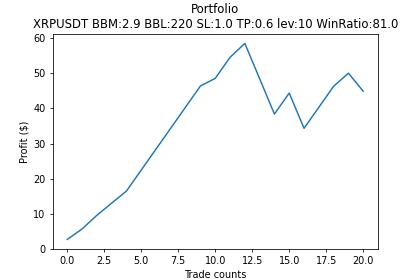 Portfolio
XRPUSDT BBM:2.9 BBL:220 SL:1.0 TP:0.6 lev:10 WinRatio:81.0
60
50
40
30
20
10
0
Profit ($)
0.0 2.5 5.0 7.5 10.0 12.5 15.0 17.5 20.0
Trade counts